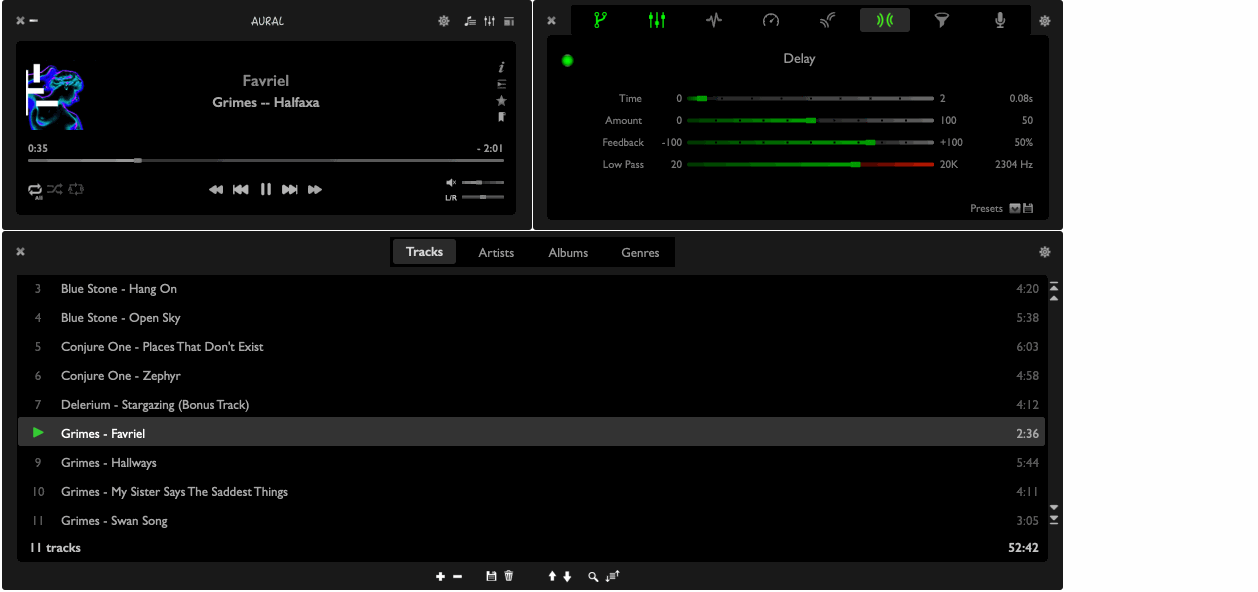 AURAL
Favriel
Grimes -- Halfaxa
0:35
- 2:01
All
L/R
Delay
Time 0 2 0.08s
Amount 0 100 50
Feedback -100 +100 50%
Low Pass 20 20K 2304 Hz
Presets
Tracks Artists Albums Genres
3 Blue Stone - Hang On 4:20
4 Blue Stone - Open Sky 5:38
5 Conjure One - Places That Don't Exist 6:03
6 Conjure One - Zephyr 4:58
7 Delerium - Stargazing (Bonus Track) 4:12
Grimes - Favriel 2:36
9 Grimes - Hallways 5:44
10 Grimes - My Sister Says The Saddest Things 4:11
11 Grimes - Swan Song 3:05
11 tracks 52:42